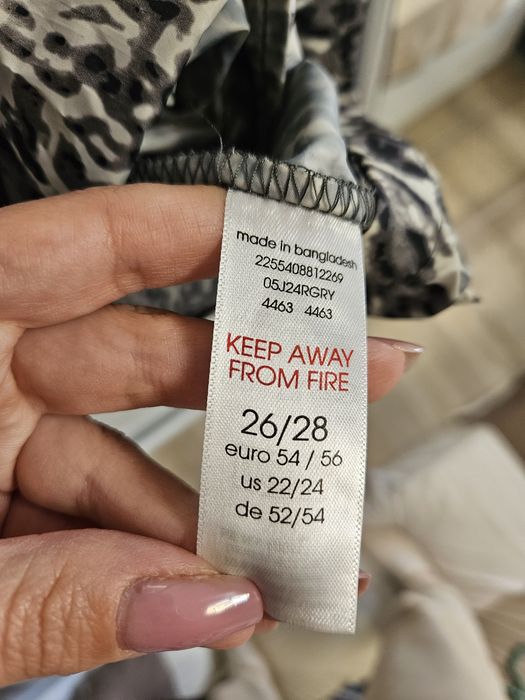 made in bangladesh
2255408812269
05J24RGRY
4463 4463
KEEP AWAY
FROM FIRE
26/28
euro 54 / 56
us 22/24
de 52/54